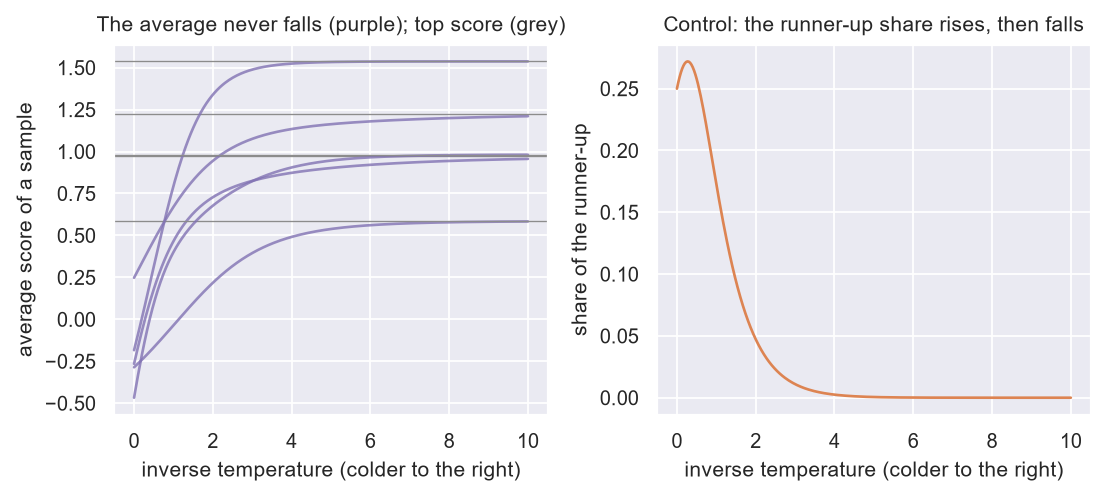 The average never falls (purple); top score (grey)
average score of a sample
1.50
1.25
1.00
0.75
0.50
0.25
0.00
−0.25
−0.50
0 2 4 6 8 10
inverse temperature (colder to the right)
Control: the runner-up share rises, then falls
share of the runner-up
0.25
0.20
0.15
0.10
0.05
0.00
0 2 4 6 8 10
inverse temperature (colder to the right)